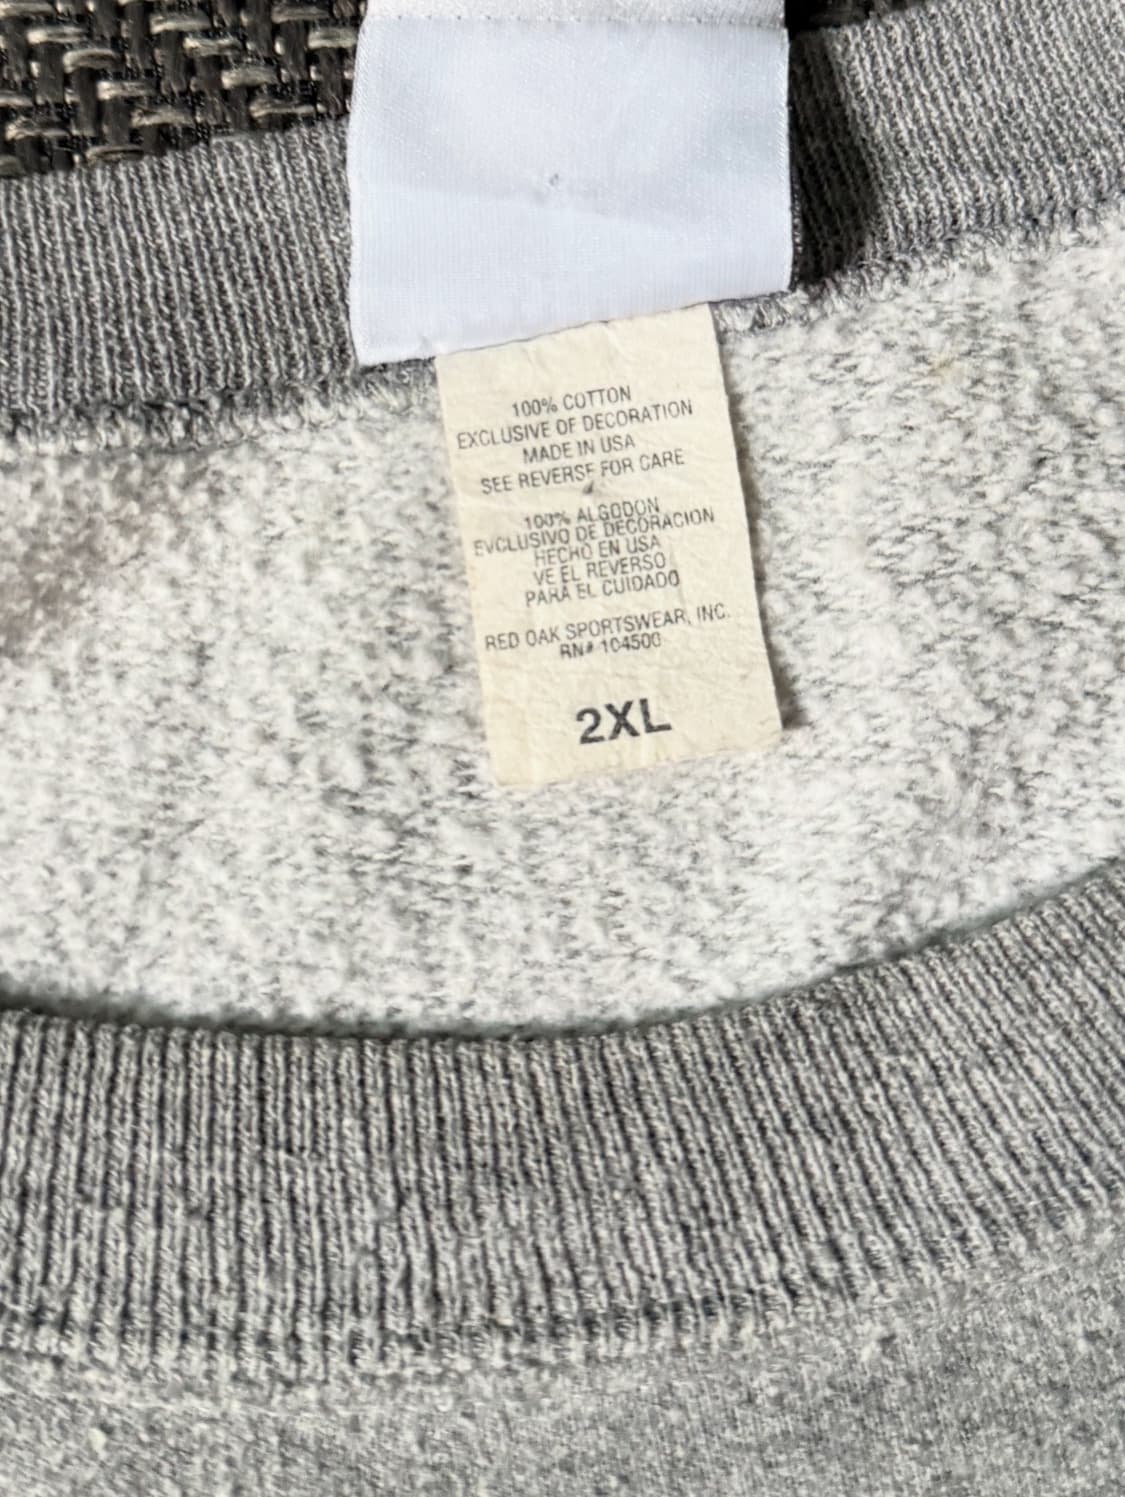 100% COTTON
EXCLUSIVE OF DECORATION
MADE IN USA
SEE REVERSE FOR CARE
100% ALGODON
EXCLUSIVO DE DECORACION
HECHO EN USA
VE EL REVERSO
PARA EL CUIDADO
RED OAK SPORTSWEAR, INC.
RN# 104500
2XL